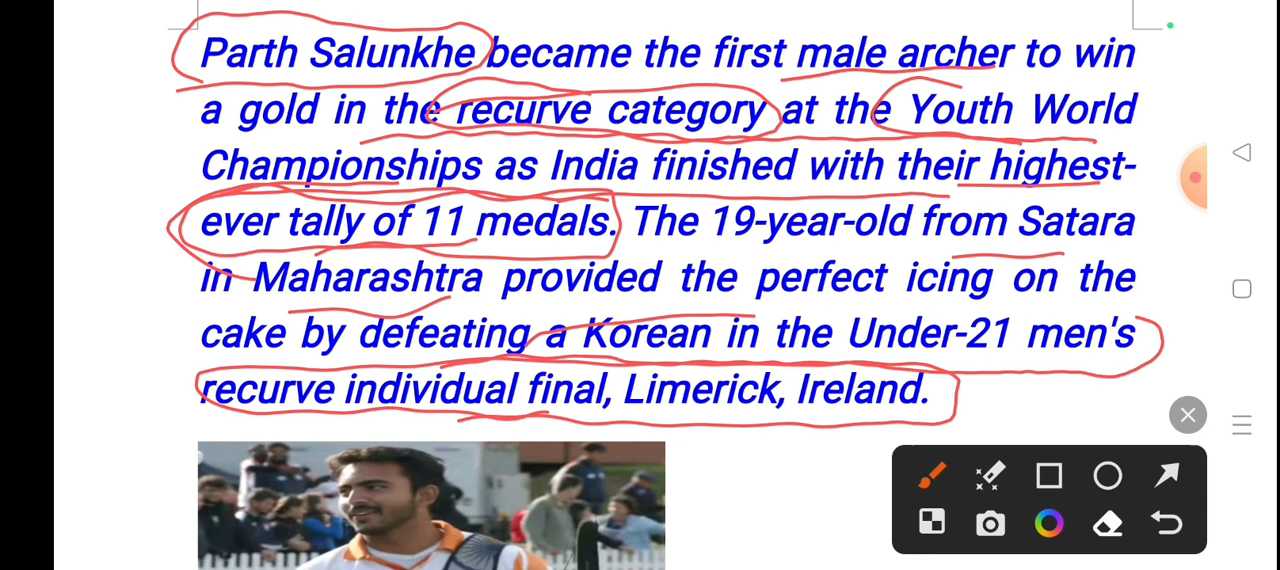 Parth Salunkhe became the first male archer to win
a gold in the recurve category at the Youth World
Championships as India finished with their highest-
ever tally of 11 medals. The 19-year-old from Satara
in Maharashtra provided the perfect icing on the
cake by defeating a Korean in the Under-21 men's
recurve individual final, Limerick, Ireland.